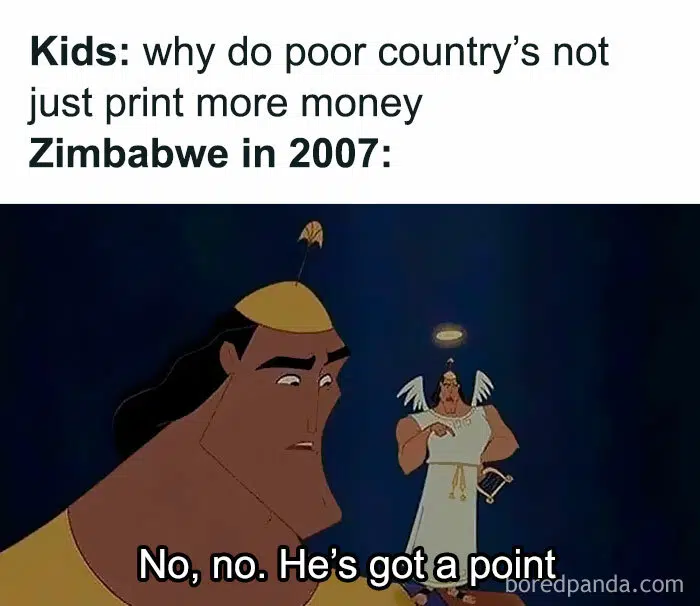 Kids: why do poor country's not
just print more money
Zimbabwe in 2007:
No, no. He's got a point
boredpanda.com